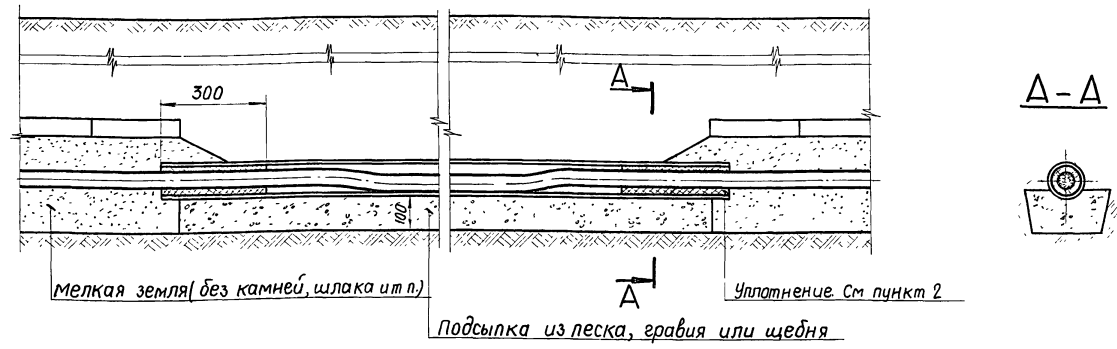 А
А-А
300
100
мелкая земля (без камней, шлака и т п.)
А
Уплотнение. См пункт 2
Подсыпка из песка, гравия или щебня